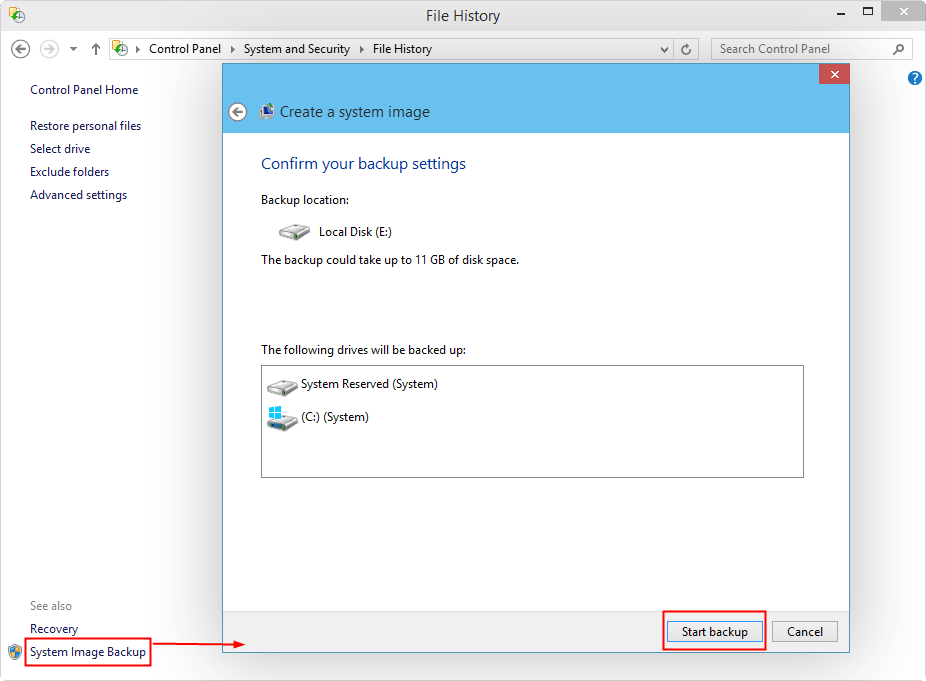 File History
Control Panel
System and Security
File History
Search Control Panel
Control Panel Home
Restore personal files
Select drive
Exclude folders
Advanced settings
See also
Recovery
System Image Backup
Create a system image
Confirm your backup settings
Backup location:
Local Disk (E:)
The backup could take up to 11 GB of disk space.
The following drives will be backed up:
System Reserved (System)
(C:) (System)
Start backup
Cancel
?